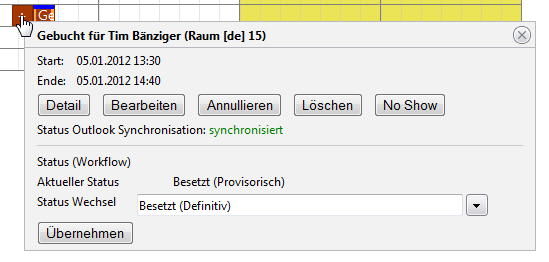 [Ge
Gebucht für Tim Bänziger (Raum [de] 15)
Start: 05.01.2012 13:30
Ende: 05.01.2012 14:40
Detail Bearbeiten Annullieren Löschen No Show
Status Outlook Synchronisation: synchronisiert
Status (Workflow)
Aktueller Status Besetzt (Provisorisch)
Status Wechsel Besetzt (Definitiv)
Übernehmen